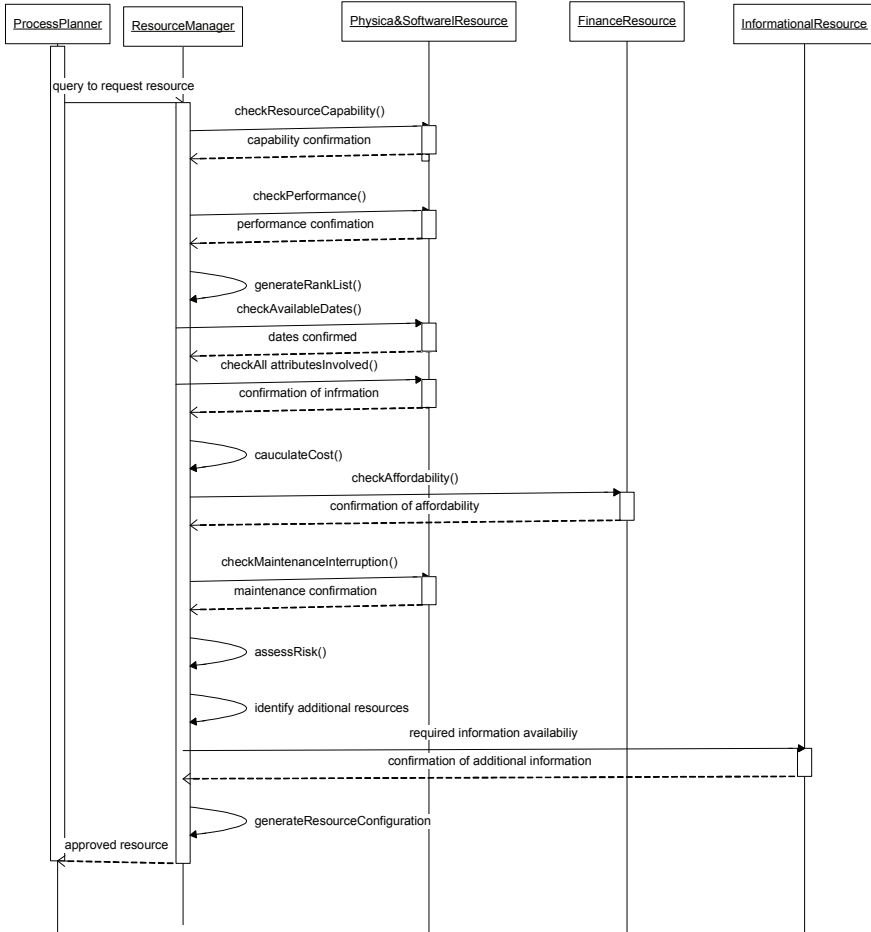 ProcessPlanner
ResourceManager
Physica&SoftwarelResource
FinanceResource
InformationalResource
query to request resource
checkResourceCapability()
capability confirmation
checkPerformance()
performance confimation
generateRankList()
checkAvailableDates()
dates confirmed
checkAll attributesInvolved()
confirmation of infrmation
cauculateCost()
checkAffordability()
confirmation of affordability
checkMaintenanceInterruption()
maintenance confirmation
assessRisk()
identify additional resources
required information availabiliy
confirmation of additional information
generateResourceConfiguration
approved resource